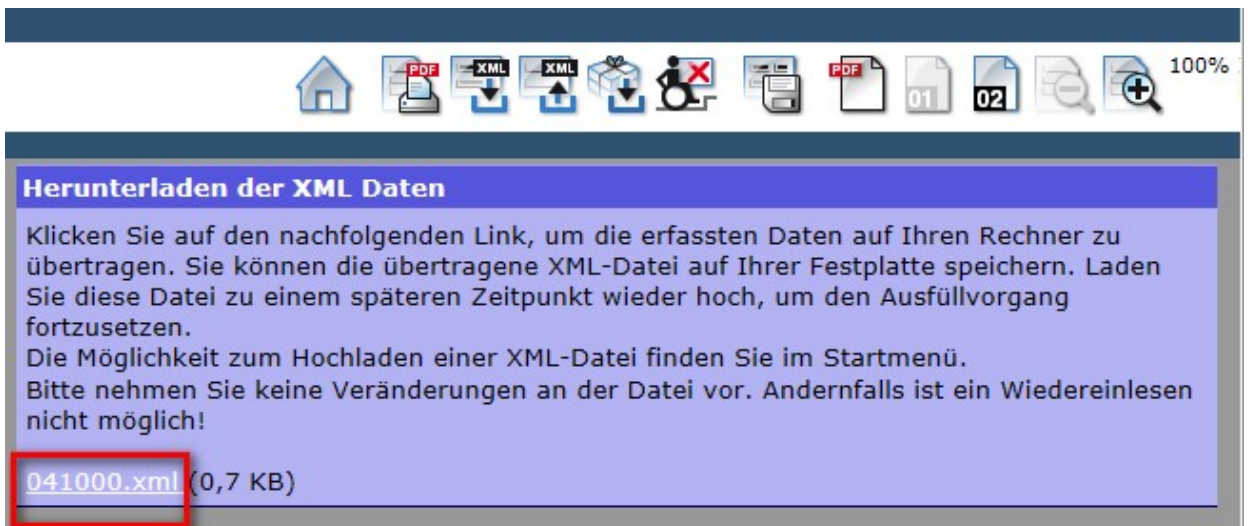 PDF XML XML PDF 01 02 100%
Herunterladen der XML Daten
Klicken Sie auf den nachfolgenden Link, um die erfassten Daten auf Ihren Rechner zu
übertragen. Sie können die übertragene XML-Datei auf Ihrer Festplatte speichern. Laden
Sie diese Datei zu einem späteren Zeitpunkt wieder hoch, um den Ausfüllvorgang
fortzusetzen.
Die Möglichkeit zum Hochladen einer XML-Datei finden Sie im Startmenü.
Bitte nehmen Sie keine Veränderungen an der Datei vor. Andernfalls ist ein Wiedereinlesen
nicht möglich!
041000.xml (0,7 KB)